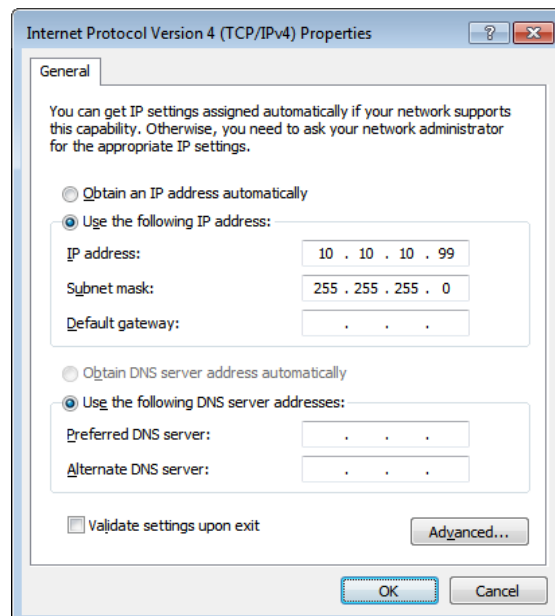 Internet Protocol Version 4 (TCP/IPv4) Properties
?
General
You can get IP settings assigned automatically if your network supports
this capability. Otherwise, you need to ask your network administrator
for the appropriate IP settings.
Obtain an IP address automatically
Use the following IP address:
IP address: 10 . 10 . 10 . 99
Subnet mask: 255 . 255 . 255 . 0
Default gateway: . . .
Obtain DNS server address automatically
Use the following DNS server addresses:
Preferred DNS server: . . .
Alternate DNS server: . . .
Validate settings upon exit
Advanced...
OK Cancel